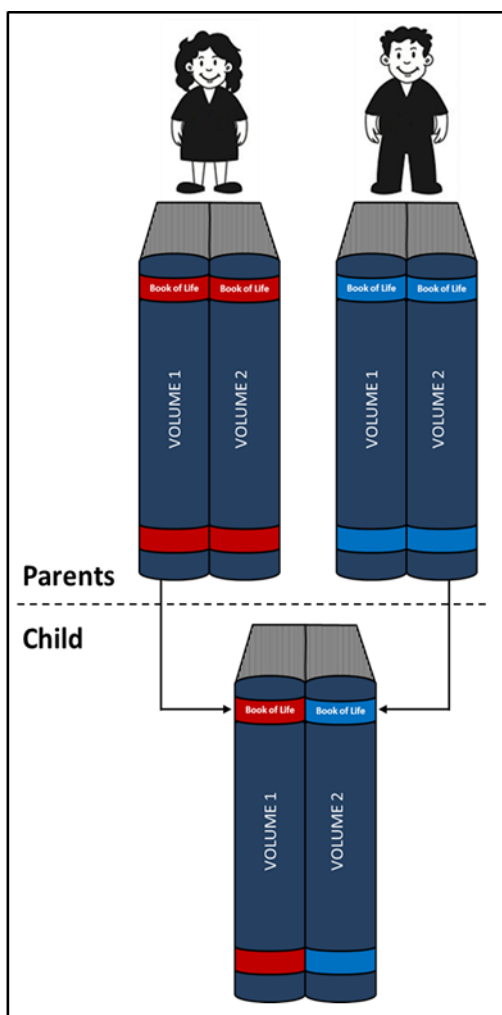 Book of Life Book of Life Book of Life Book of Life
VOLUME 1 VOLUME 2 VOLUME 1 VOLUME 2
Parents
Child
Book of Life Book of Life
VOLUME 1 VOLUME 2